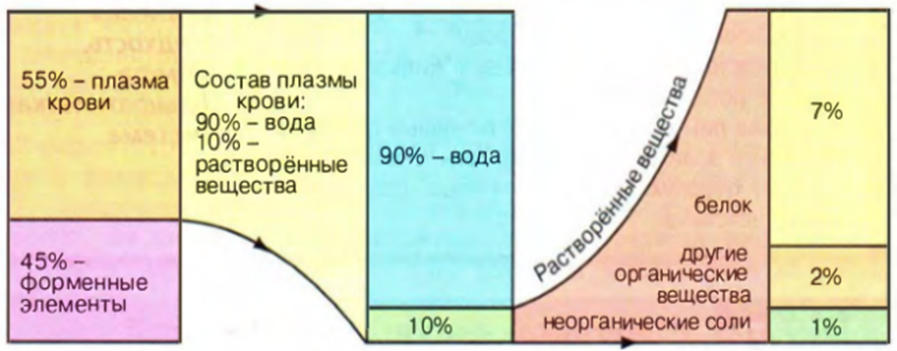 55% – плазма
крови
45% –
форменные
элементы
Состав плазмы
крови:
90% – вода
10% –
растворённые
вещества
90% – вода
10%
Растворённые вещества
белок
другие
органические
вещества
неорганические соли
7%
2%
1%